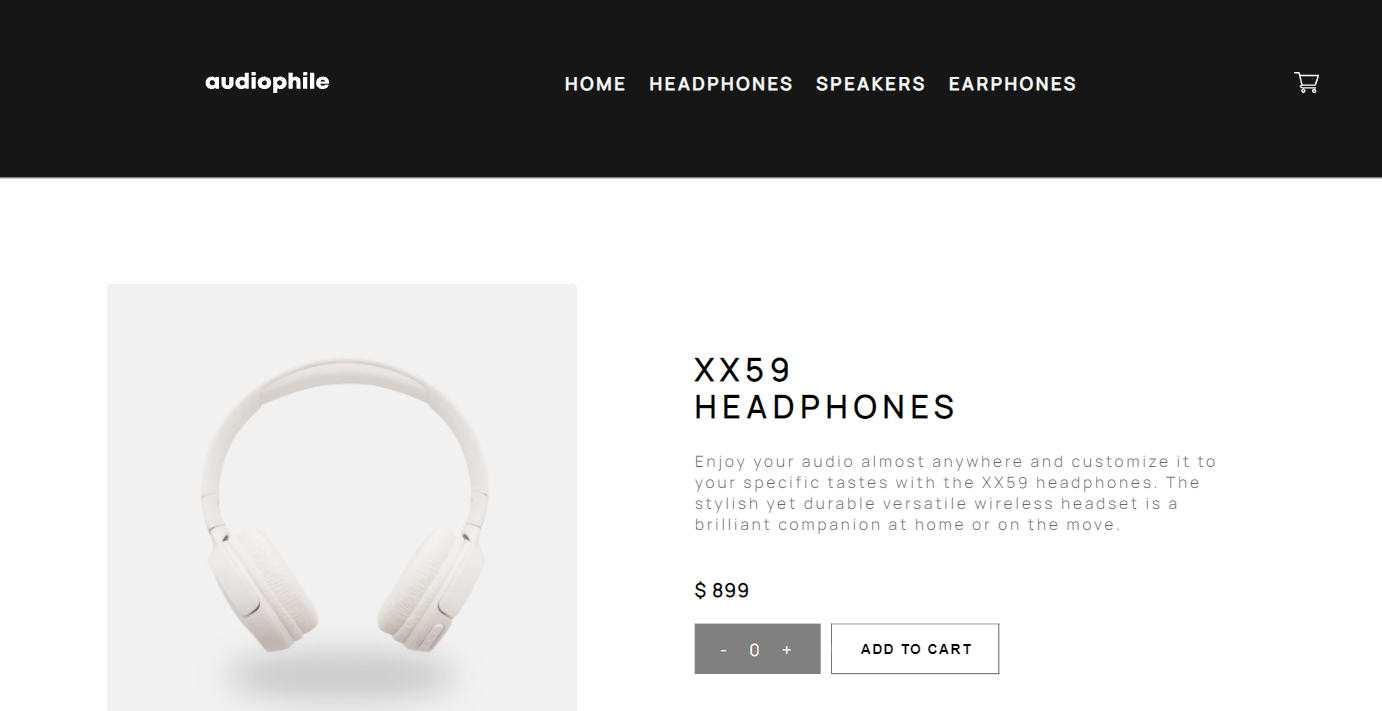 audiophile
HOME HEADPHONES SPEAKERS EARPHONES
XX59
HEADPHONES
Enjoy your audio almost anywhere and customize it to
your specific tastes with the XX59 headphones. The
stylish yet durable versatile wireless headset is a
brilliant companion at home or on the move.
$ 899
- 0 +
ADD TO CART